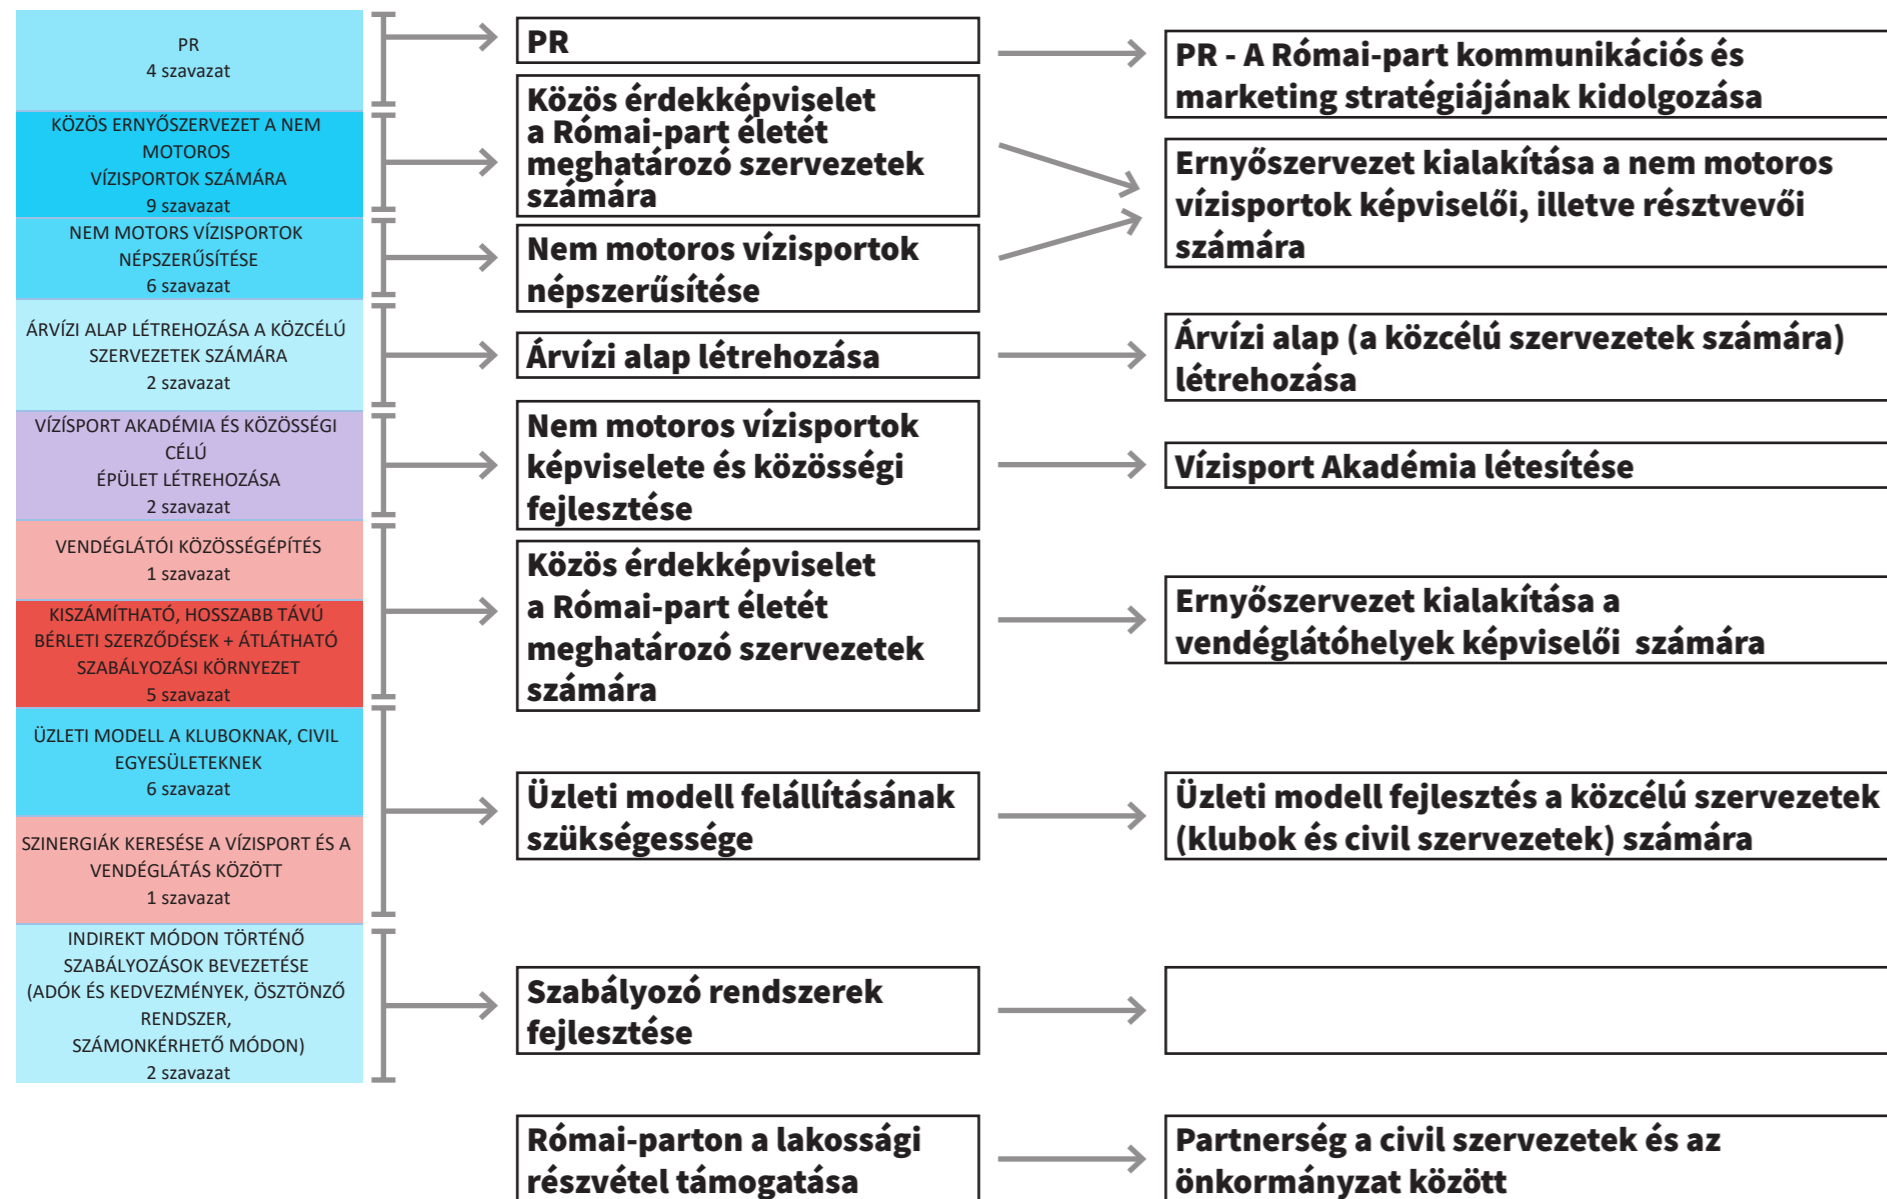 PR
4 szavazat
KÖZÖS ERNYŐSZERVEZET A NEM
MOTOROS
VÍZISPORTOK SZÁMÁRA
9 szavazat
NEM MOTORS VÍZISPORTOK
NÉPSZERŰSÍTÉSE
6 szavazat
ÁRVÍZI ALAP LÉTREHOZÁSA A KÖZCÉLÚ
SZERVEZETEK SZÁMÁRA
2 szavazat
VÍZÍSPORT AKADÉMIA ÉS KÖZÖSSÉGI
CÉLÚ
ÉPÜLET LÉTREHOZÁSA
2 szavazat
VENDÉGLÁTÓI KÖZÖSSÉGÉPÍTÉS
1 szavazat
KISZÁMÍTHATÓ, HOSSZABB TÁVÚ
BÉRLETI SZERZŐDÉSEK + ÁTLÁTHATÓ
SZABÁLYOZÁSI KÖRNYEZET
5 szavazat
ÜZLETI MODELL A KLUBOKNAK, CIVIL
EGYESÜLETEKNEK
6 szavazat
SZINERGIÁK KERESÉSE A VÍZISPORT ÉS A
VENDÉGLÁTÁS KÖZÖTT
1 szavazat
INDIREKT MÓDON TÖRTÉNŐ
SZABÁLYOZÁSOK BEVEZETÉSE
(ADÓK ÉS KEDVEZMÉNYEK, ÖSZTÖNZŐ
RENDSZER,
SZÁMONKÉRHETŐ MÓDON)
2 szavazat
PR
Közös érdekképviselet
a Római-part életét
meghatározó szervezetek
számára
Nem motoros vízisportok
népszerűsítése
Árvízi alap létrehozása
Nem motoros vízisportok
képviselete és közösségi
fejlesztése
Közös érdekképviselet
a Római-part életét
meghatározó szervezetek
számára
Üzleti modell felállításának
szükségessége
Szabályozó rendszerek
fejlesztése
Római-parton a lakossági
részvétel támogatása
PR - A Római-part kommunikációs és
marketing stratégiájának kidolgozása
Ernyőszervezet kialakítása a nem motoros
vízisportok képviselői, illetve résztvevői
számára
Árvízi alap (a közcélú szervezetek számára)
létrehozása
Vízisport Akadémia létesítése
Ernyőszervezet kialakítása a
vendéglátóhelyek képviselői számára
Üzleti modell fejlesztés a közcélú szervezetek
(klubok és civil szervezetek) számára
Partnerség a civil szervezetek és az
önkormányzat között